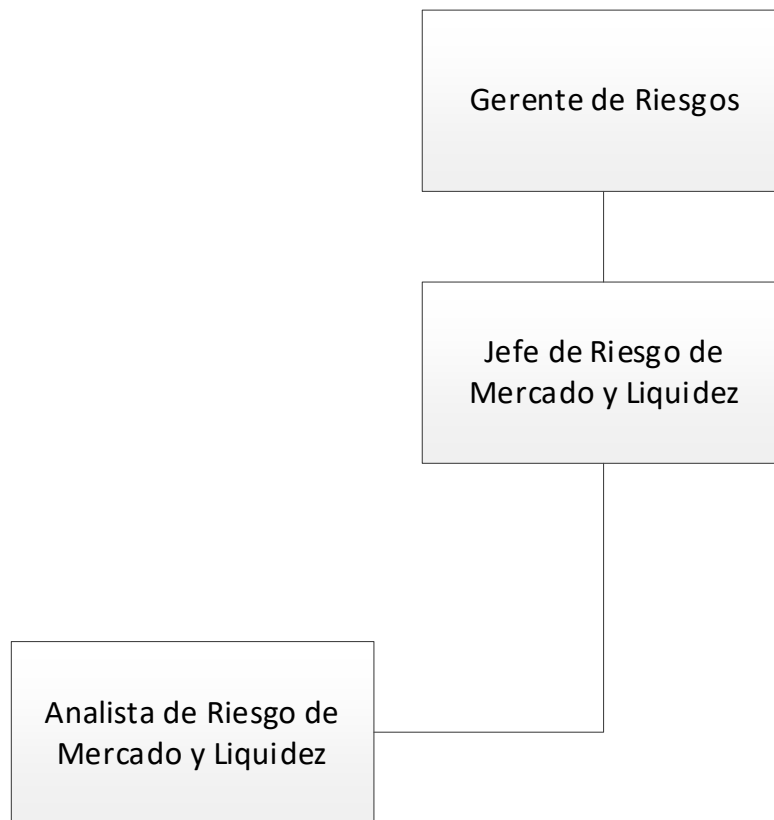 Gerente de Riesgos
Jefe de Riesgo de
Mercado y Liquidez
Analista de Riesgo de
Mercado y Liquidez